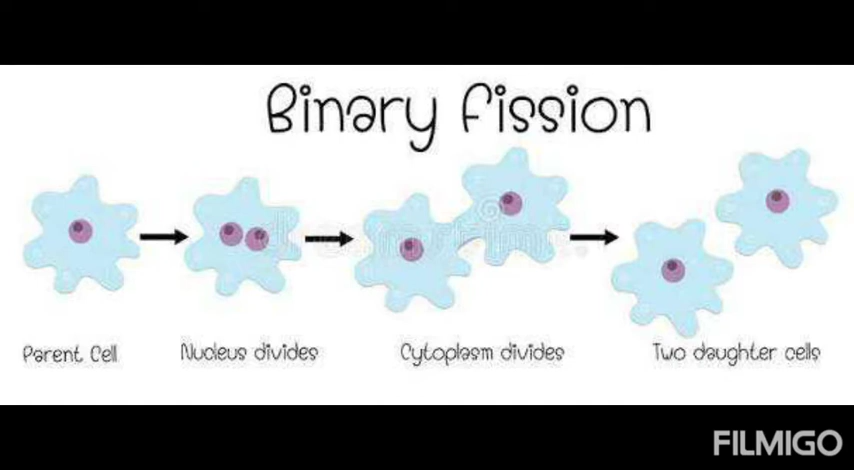 Binary Fission
Parent Cell
Nucleus divides
Cytoplasm divides
Two daughter cells
FILMIGO